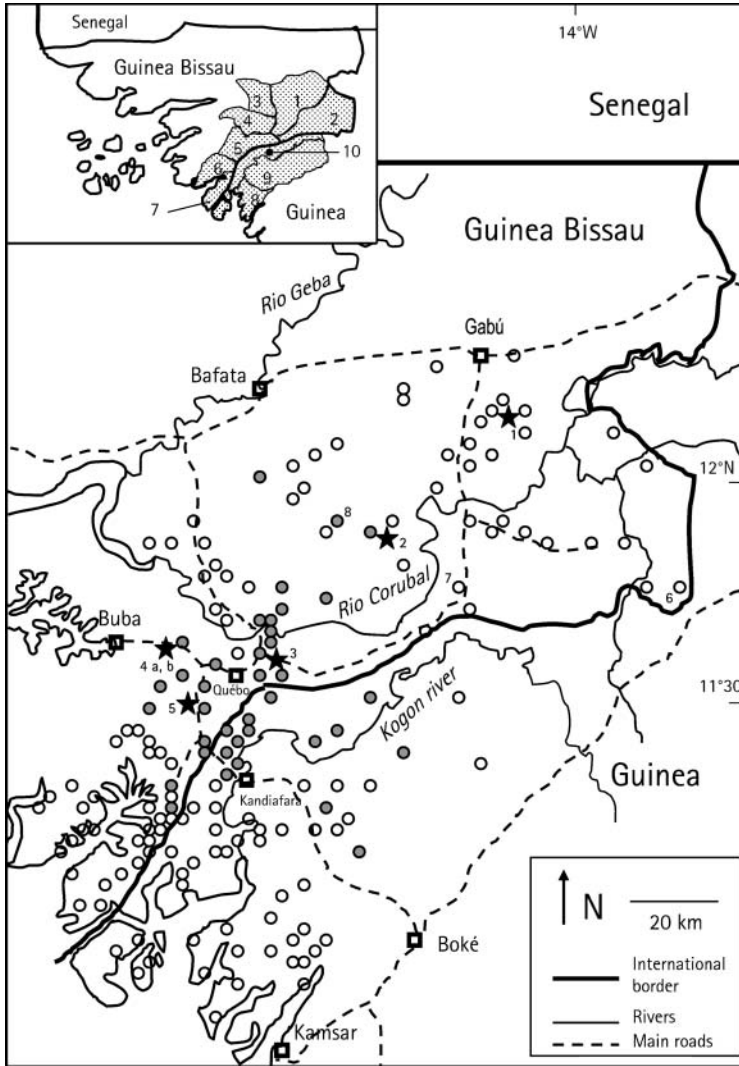 Senegal
Guinea Bissau
3
1
2
4
5
10
6
9
7
8
Guinea
14°W
Senegal
Guinea Bissau
Rio Geba
Gabú
Bafata
1
12°N
8
2
7
6
Rio Corubal
Buba
4 a, b
3
Québo
5
11°30
Kogon river
Guinea
Kandiafara
N
20 km
Boké
International
border
Rivers
Main roads
Kamsar